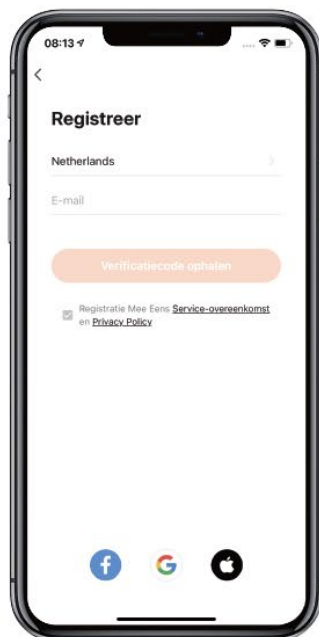 08:13
Registreer
Netherlands
E-mail
Verificatiecode ophalen
Registratie Mee Eens Service-overeenkomst
en Privacy Policy